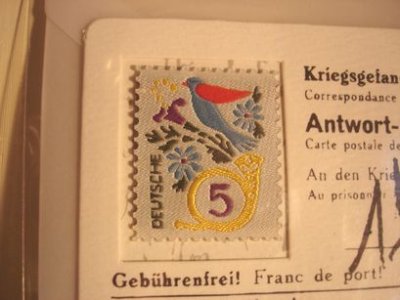 DEUTSCHE
5
Kriegsgefan
Correspondance
Antwort-
Carte postale de
An den Krie
Au prisonnier
Gebührenfrei! Franc de port!